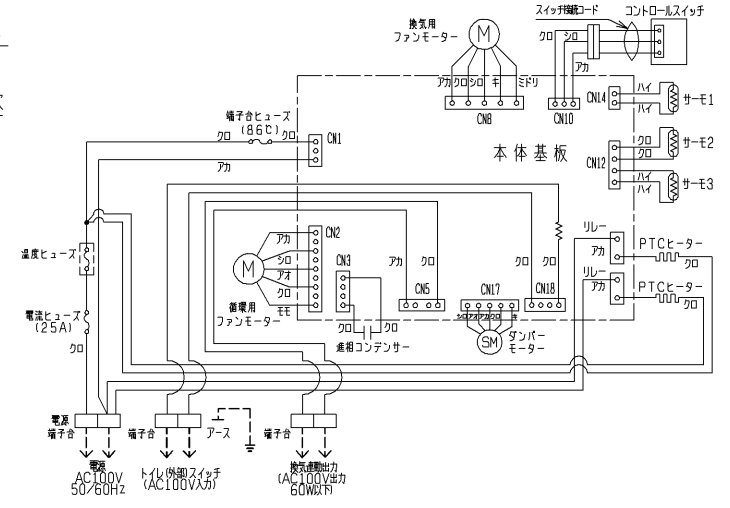 スイッチ接続コード
コントロールスイッチ
換気用
ファンモーター
M
クロ シロ
アカ
アカ クロ シロ キ ミドリ
CN8
CN10
CN14
ハイ
ハイ
サーモ1
端子台ヒューズ
(86℃)
クロ クロ
CN1
アカ
本体基板
CN12
クロ
クロ
サーモ2
ハイ
ハイ
サーモ3
温度ヒューズ
電流ヒューズ
(25A)
クロ
CN2
アカ
シロ
アオ
クロ
モモ
M
循環用
ファンモーター
CN3
クロ クロ
進相コンデンサー
アカ クロ
CN5
CN17
シロ アオ アカ クロ キ
SM
ダンパー
モーター
クロ クロ
CN18
リレー
アカ
PTCヒーター
クロ
リレー
アカ
PTCヒーター
クロ
電源
端子台
端子台
アース
端子台
電源
AC100V
50/60Hz
トイレ(外部)スイッチ
(AC100V入力)
換気連動出力
(AC100V出力
60W以下)